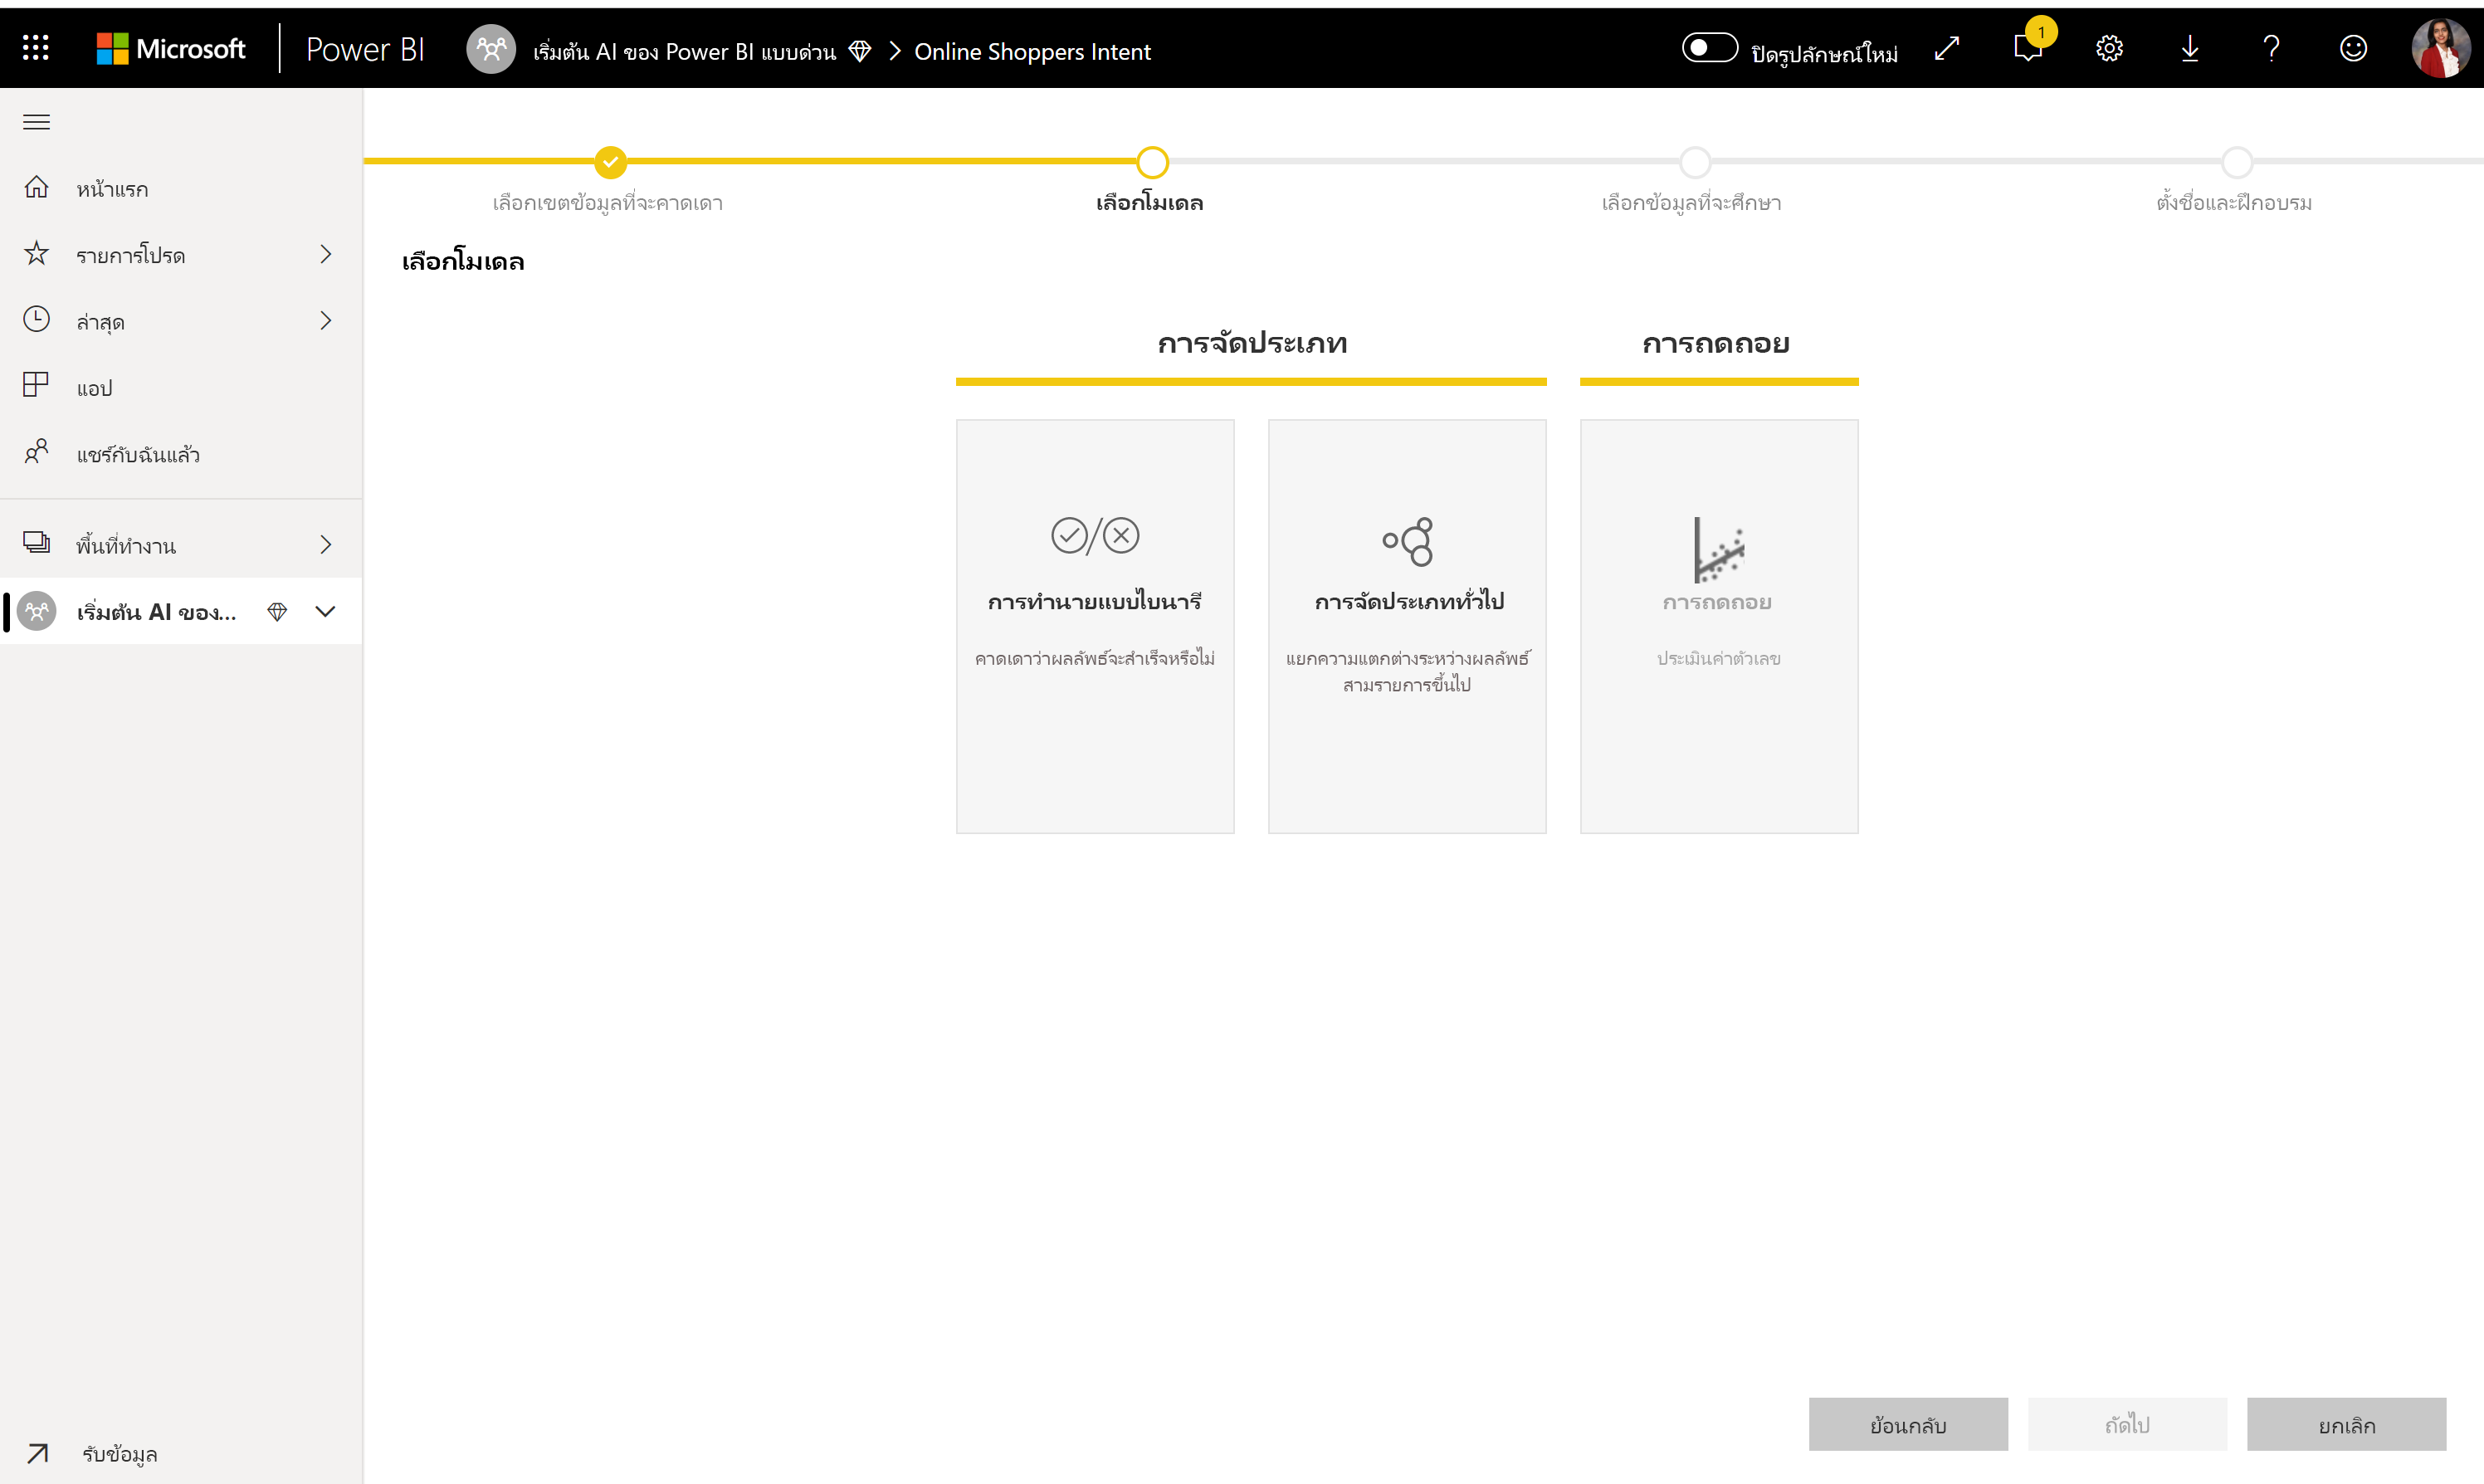 Microsoft
Power BI
เริ่มต้น AI ของ Power BI แบบด่วน > Online Shoppers Intent
ปิดรูปลักษณ์ใหม่
1
หน้าแรก
รายการโปรด
ล่าสุด
แอป
แชร์กับฉันแล้ว
พื้นที่ทำงาน
เริ่มต้น AI ของ...
รับข้อมูล
เลือกเขตข้อมูลที่จะคาดเดา
เลือกโมเดล
เลือกข้อมูลที่จะศึกษา
ตั้งชื่อและฝึกอบรม
เลือกโมเดล
การจัดประเภท
การถดถอย
การทำนายแบบไบนารี
คาดเดาว่าผลลัพธ์จะสำเร็จหรือไม่
การจัดประเภททั่วไป
แยกความแตกต่างระหว่างผลลัพธ์
สามรายการขึ้นไป
การถดถอย
ประเมินค่าตัวเลข
ย้อนกลับ
ถัดไป
ยกเลิก